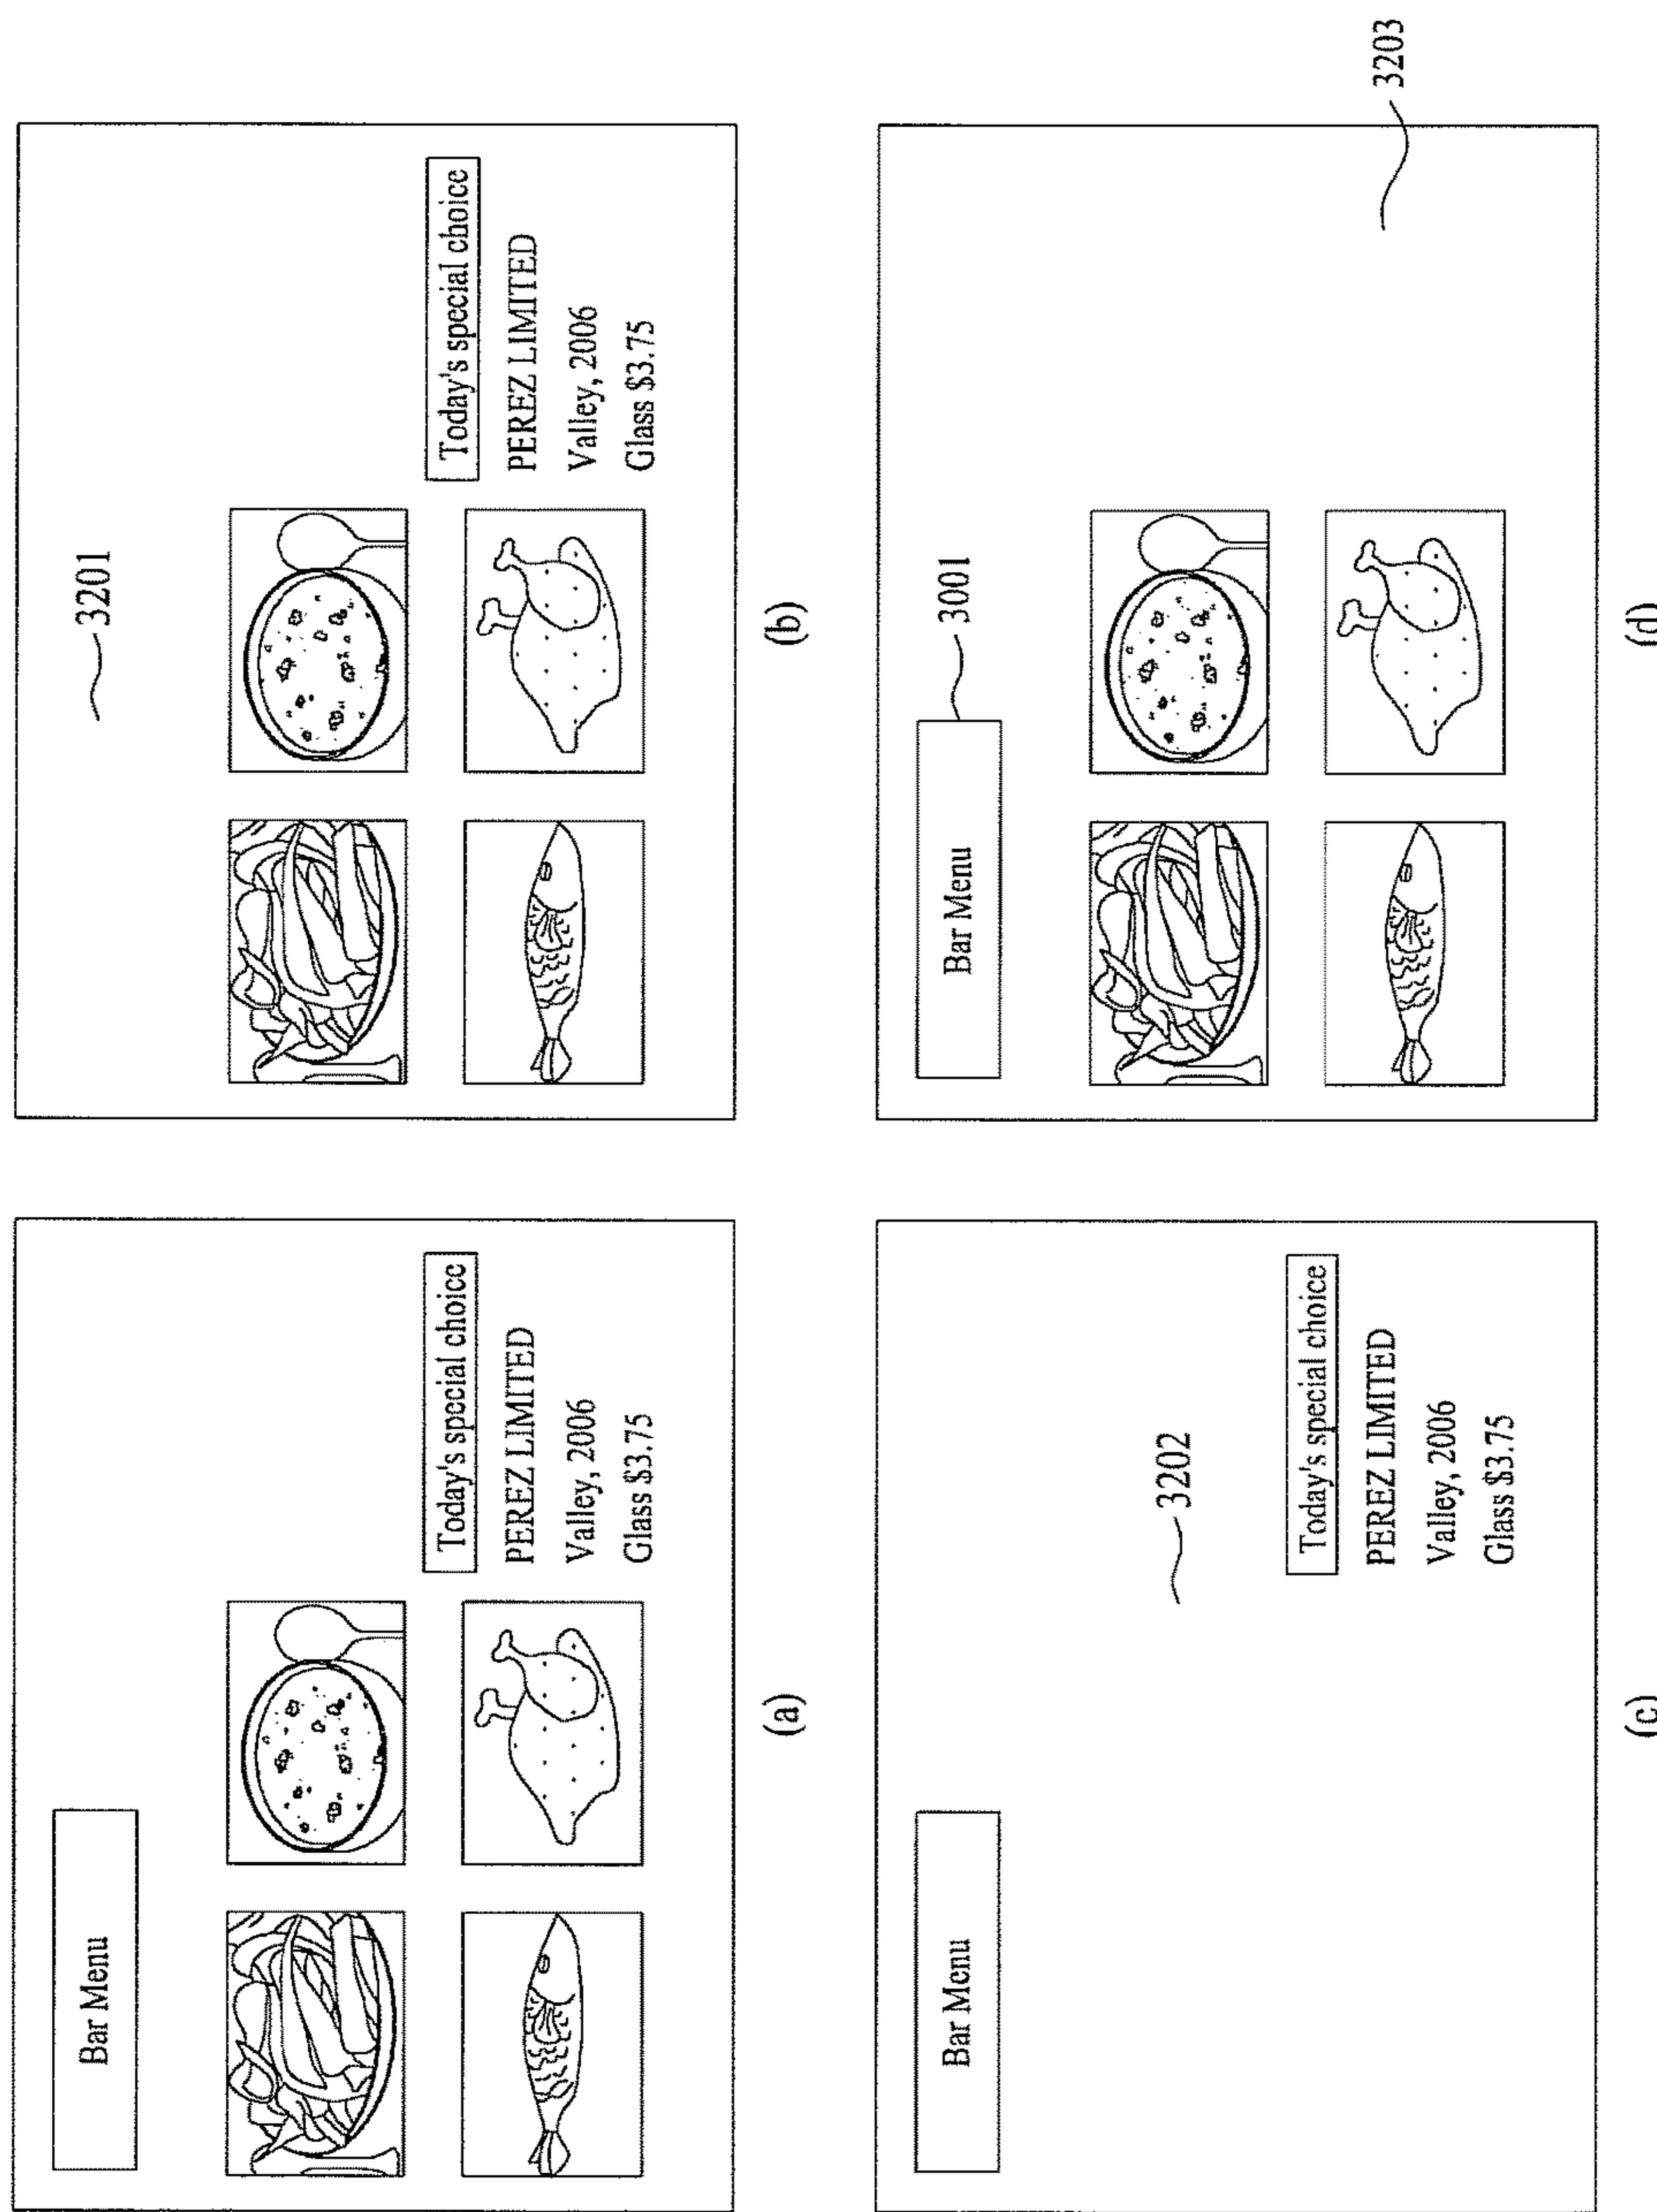 Bar Menu
Today's special choice
PEREZ LIMITED
Valley, 2006
Glass $3.75
(a)
3201
Today's special choice
PEREZ LIMITED
Valley, 2006
Glass $3.75
(b)
Bar Menu
3202
Today's special choice
PEREZ LIMITED
Valley, 2006
Glass $3.75
(c)
Bar Menu
3001
3203
(d)